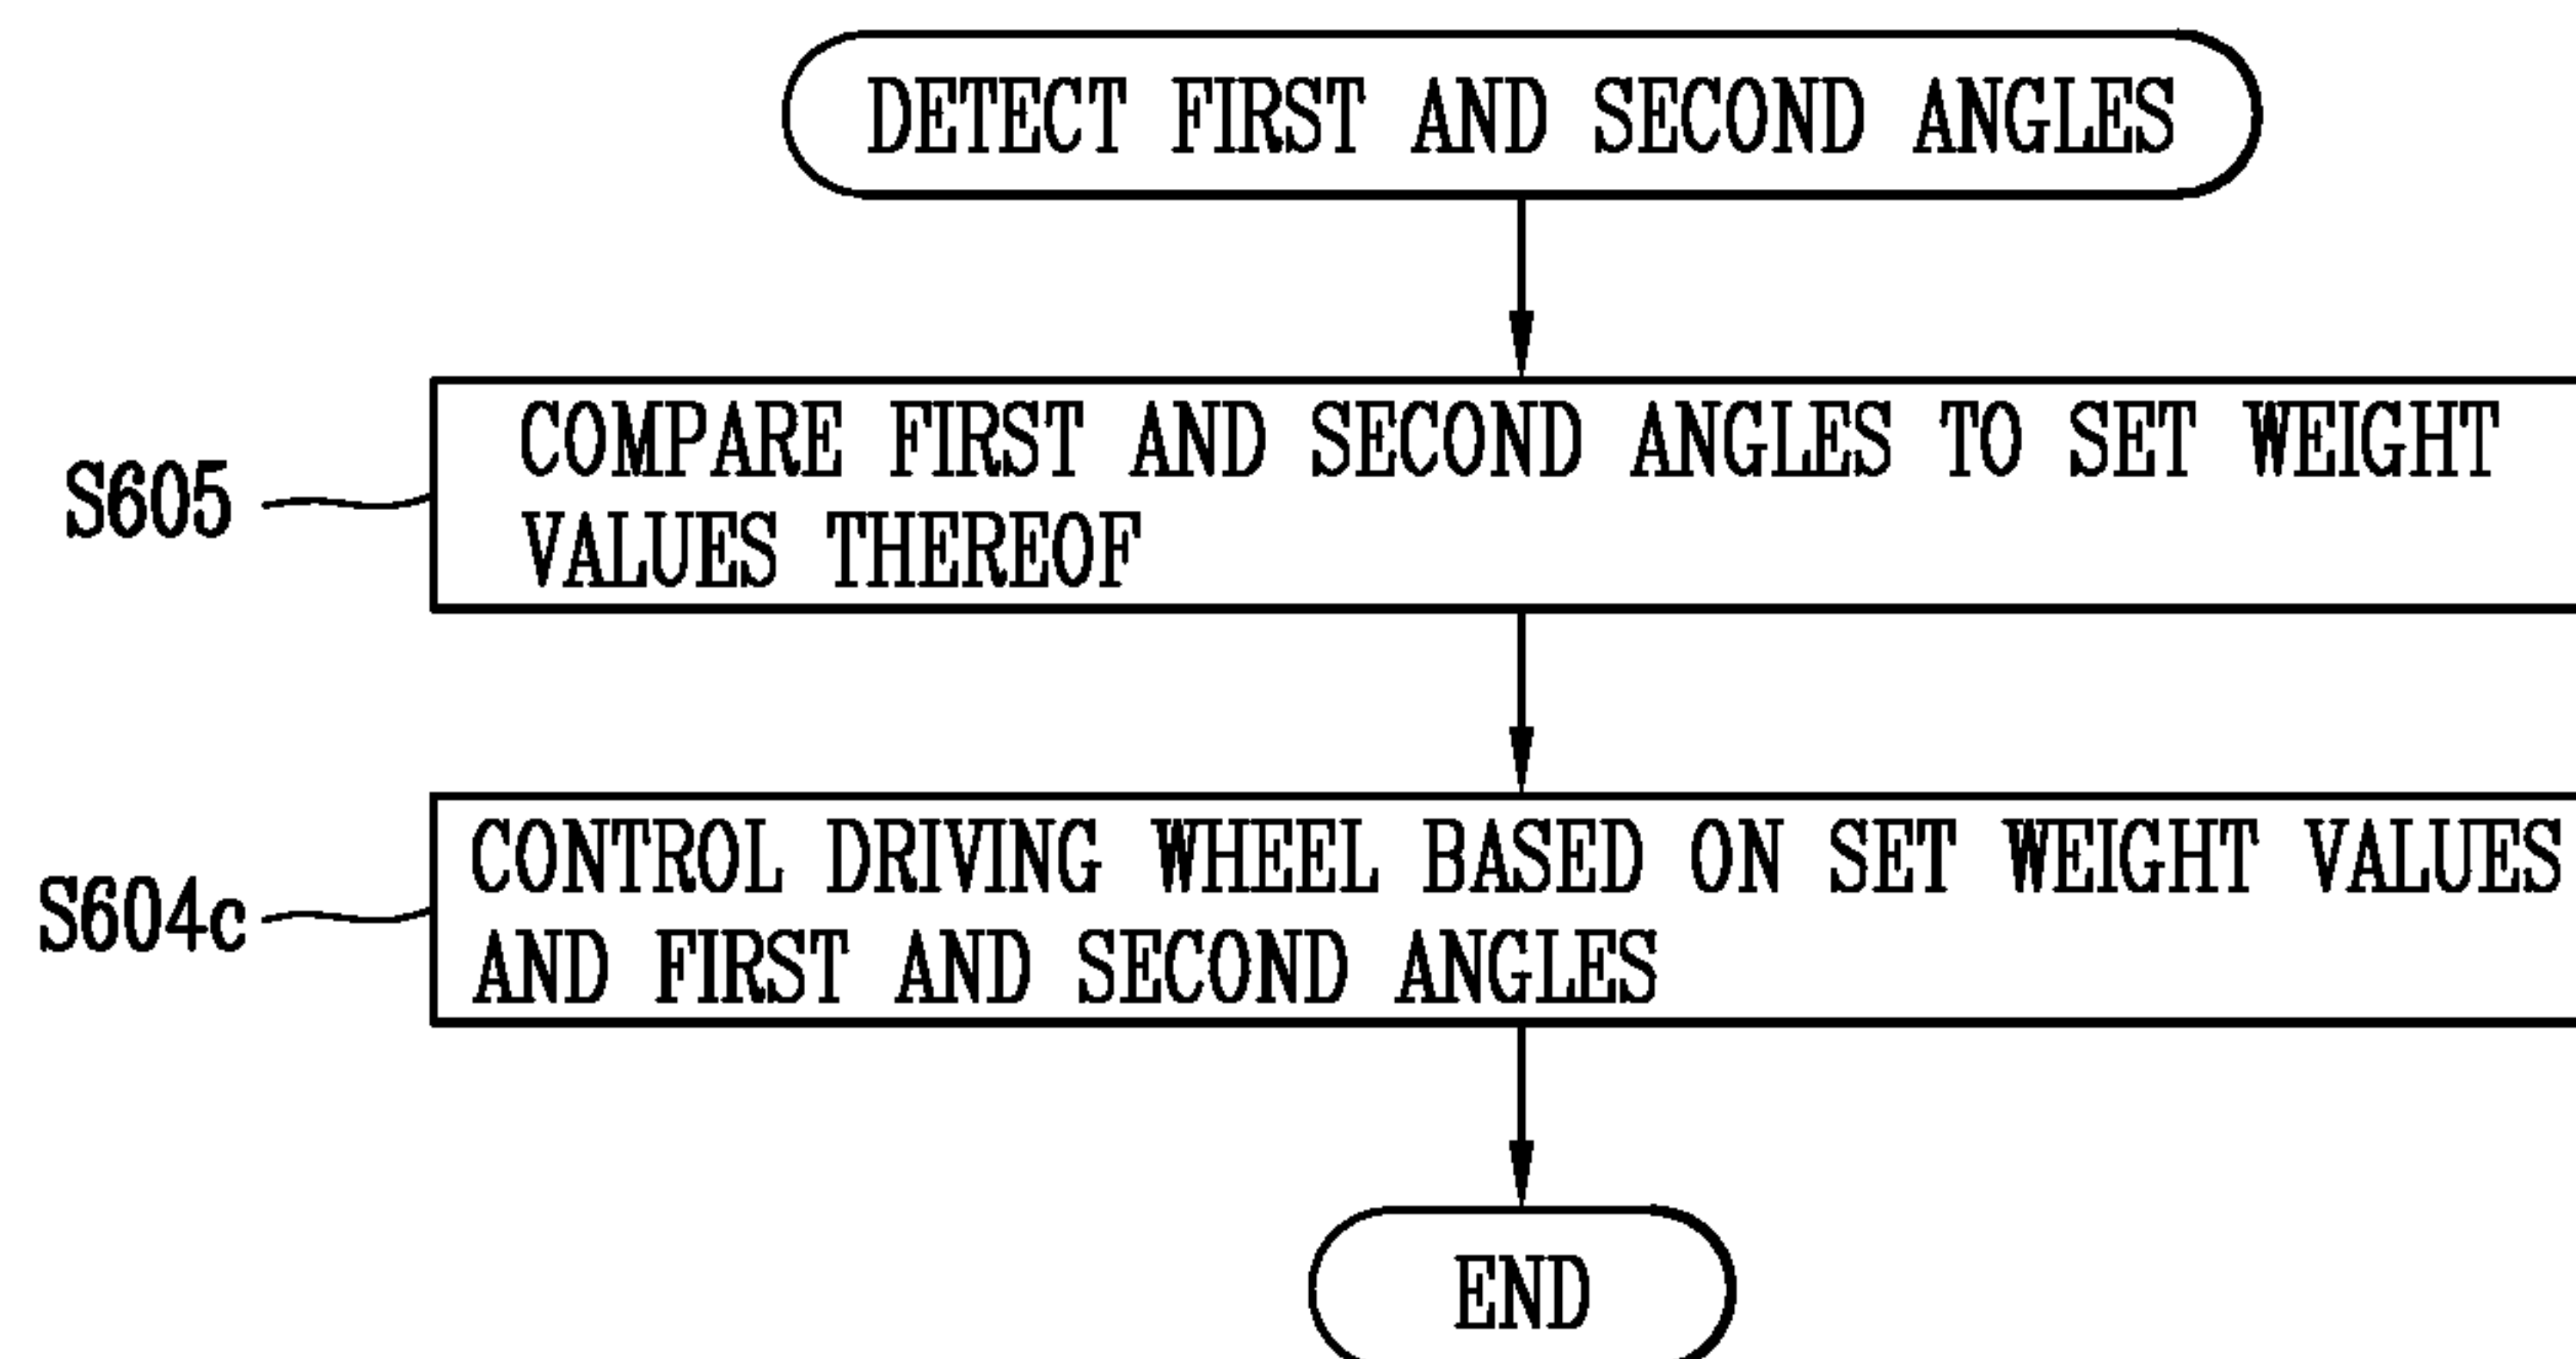 DETECT FIRST AND SECOND ANGLES
S605
COMPARE FIRST AND SECOND ANGLES TO SET WEIGHT
VALUES THEREOF
S604c
CONTROL DRIVING WHEEL BASED ON SET WEIGHT VALUES
AND FIRST AND SECOND ANGLES
END